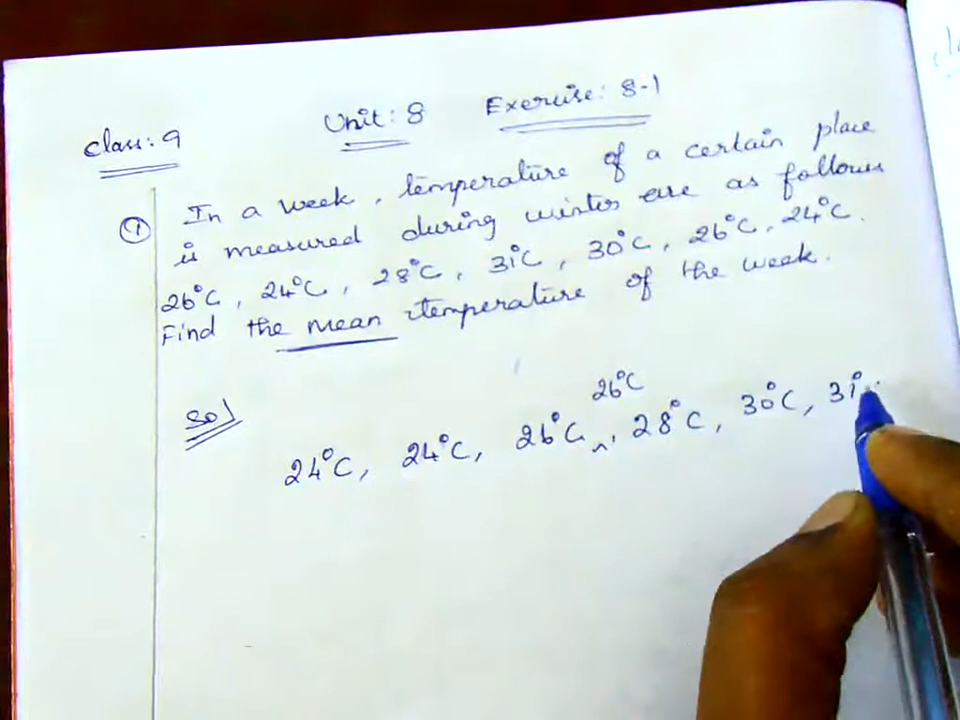 Class: 9 Unit: 8 Exercise: 8-1
① In a week, temperature of a certain place
is measured during winter are as follows
26°C, 24°C, 28°C, 31°C, 30°C, 26°C, 24°C.
Find the mean temperature of the week.
Sol
26°C
24°C, 24°C, 26°C ^, 28°C, 30°C, 31°